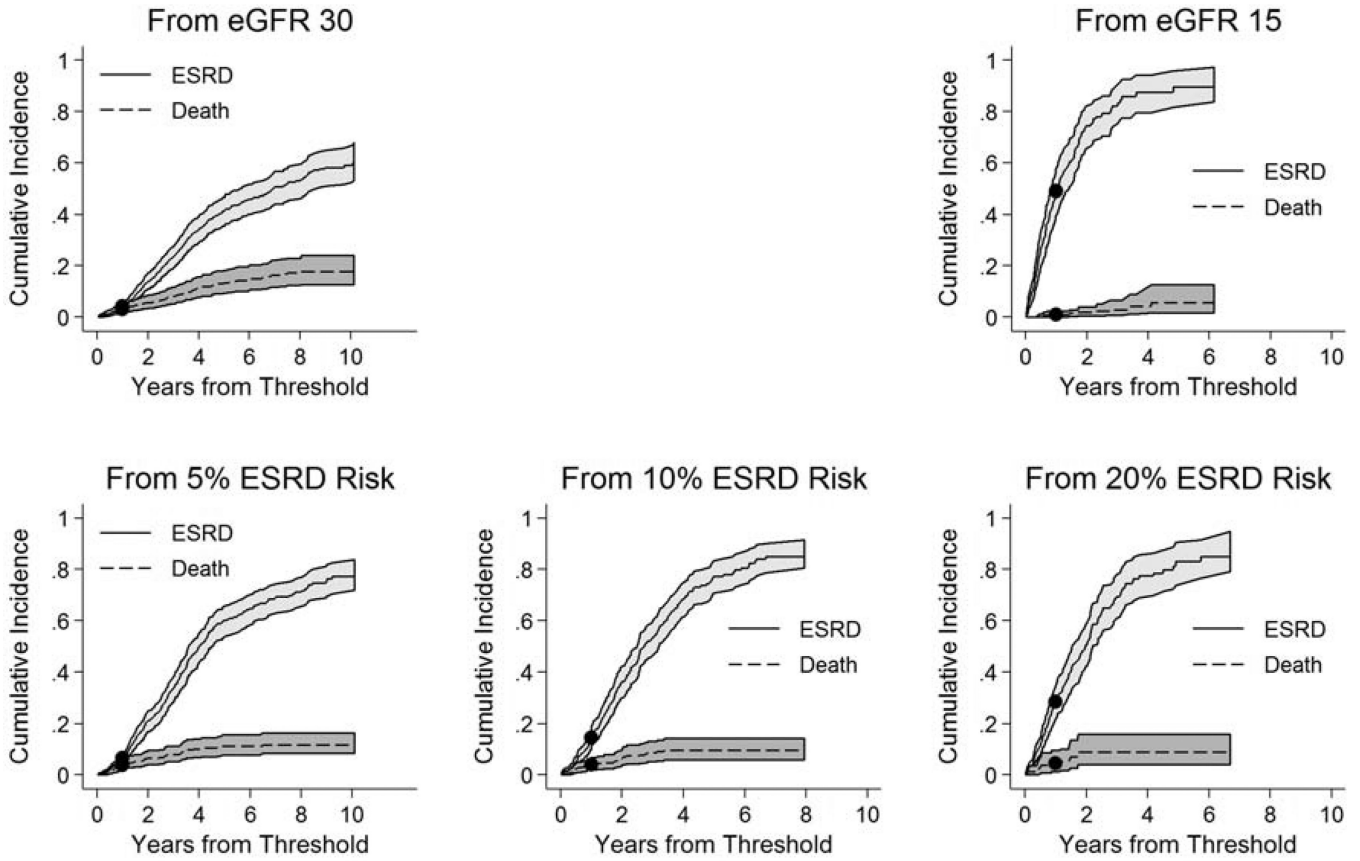 From eGFR 30
Cumulative Incidence
1
.8
.6
.4
.2
0
ESRD
Death
0 2 4 6 8 10
Years from Threshold
From eGFR 15
Cumulative Incidence
1
.8
.6
.4
.2
0
ESRD
Death
0 2 4 6 8 10
Years from Threshold
From 5% ESRD Risk
Cumulative Incidence
1
.8
.6
.4
.2
0
ESRD
Death
0 2 4 6 8 10
Years from Threshold
From 10% ESRD Risk
Cumulative Incidence
1
.8
.6
.4
.2
0
ESRD
Death
0 2 4 6 8 10
Years from Threshold
From 20% ESRD Risk
Cumulative Incidence
1
.8
.6
.4
.2
0
ESRD
Death
0 2 4 6 8 10
Years from Threshold